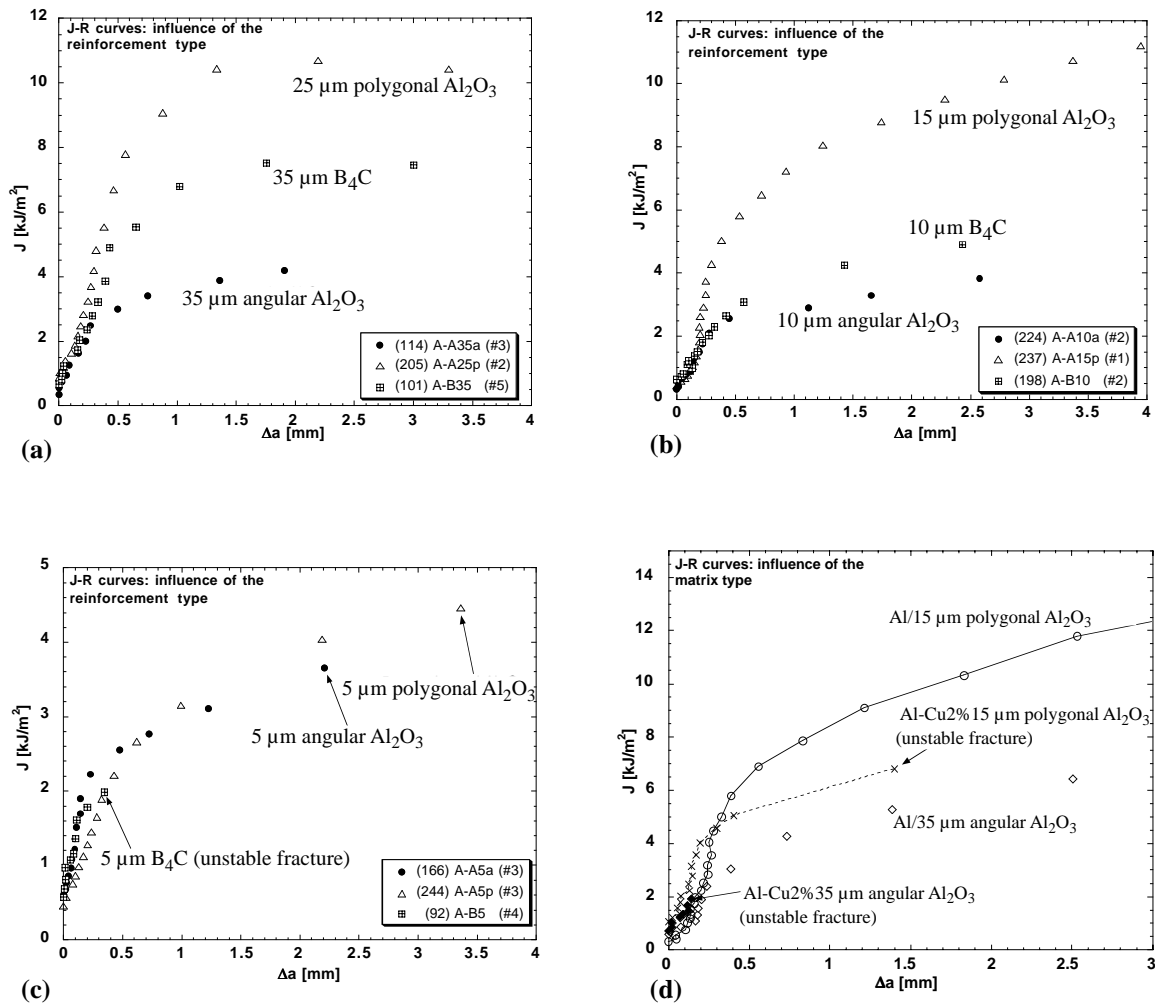 J-R curves: influence of the
reinforcement type
25 µm polygonal Al2O3
35 µm B4C
35 µm angular Al2O3
(114) A-A35a (#3)
(205) A-A25p (#2)
(101) A-B35 (#5)
J [kJ/m2]
12
10
8
6
4
2
0
0 0.5 1 1.5 2 2.5 3 3.5 4
Δa [mm]
(a)
J-R curves: influence of the
reinforcement type
15 µm polygonal Al2O3
10 µm B4C
10 µm angular Al2O3
(224) A-A10a (#2)
(237) A-A15p (#1)
(198) A-B10 (#2)
J [kJ/m2]
12
10
8
6
4
2
0
0 0.5 1 1.5 2 2.5 3 3.5 4
Δa [mm]
(b)
J-R curves: influence of the
reinforcement type
5 µm polygonal Al2O3
5 µm angular Al2O3
5 µm B4C (unstable fracture)
(166) A-A5a (#3)
(244) A-A5p (#3)
(92) A-B5 (#4)
J [kJ/m2]
5
4
3
2
1
0
0 0.5 1 1.5 2 2.5 3 3.5 4
Δa [mm]
(c)
J-R curves: influence of the
matrix type
Al/15 µm polygonal Al2O3
Al-Cu2%15 µm polygonal Al2O3
(unstable fracture)
Al/35 µm angular Al2O3
Al-Cu2%35 µm angular Al2O3
(unstable fracture)
J [kJ/m2]
14
12
10
8
6
4
2
0
0 0.5 1 1.5 2 2.5 3
Δa [mm]
(d)